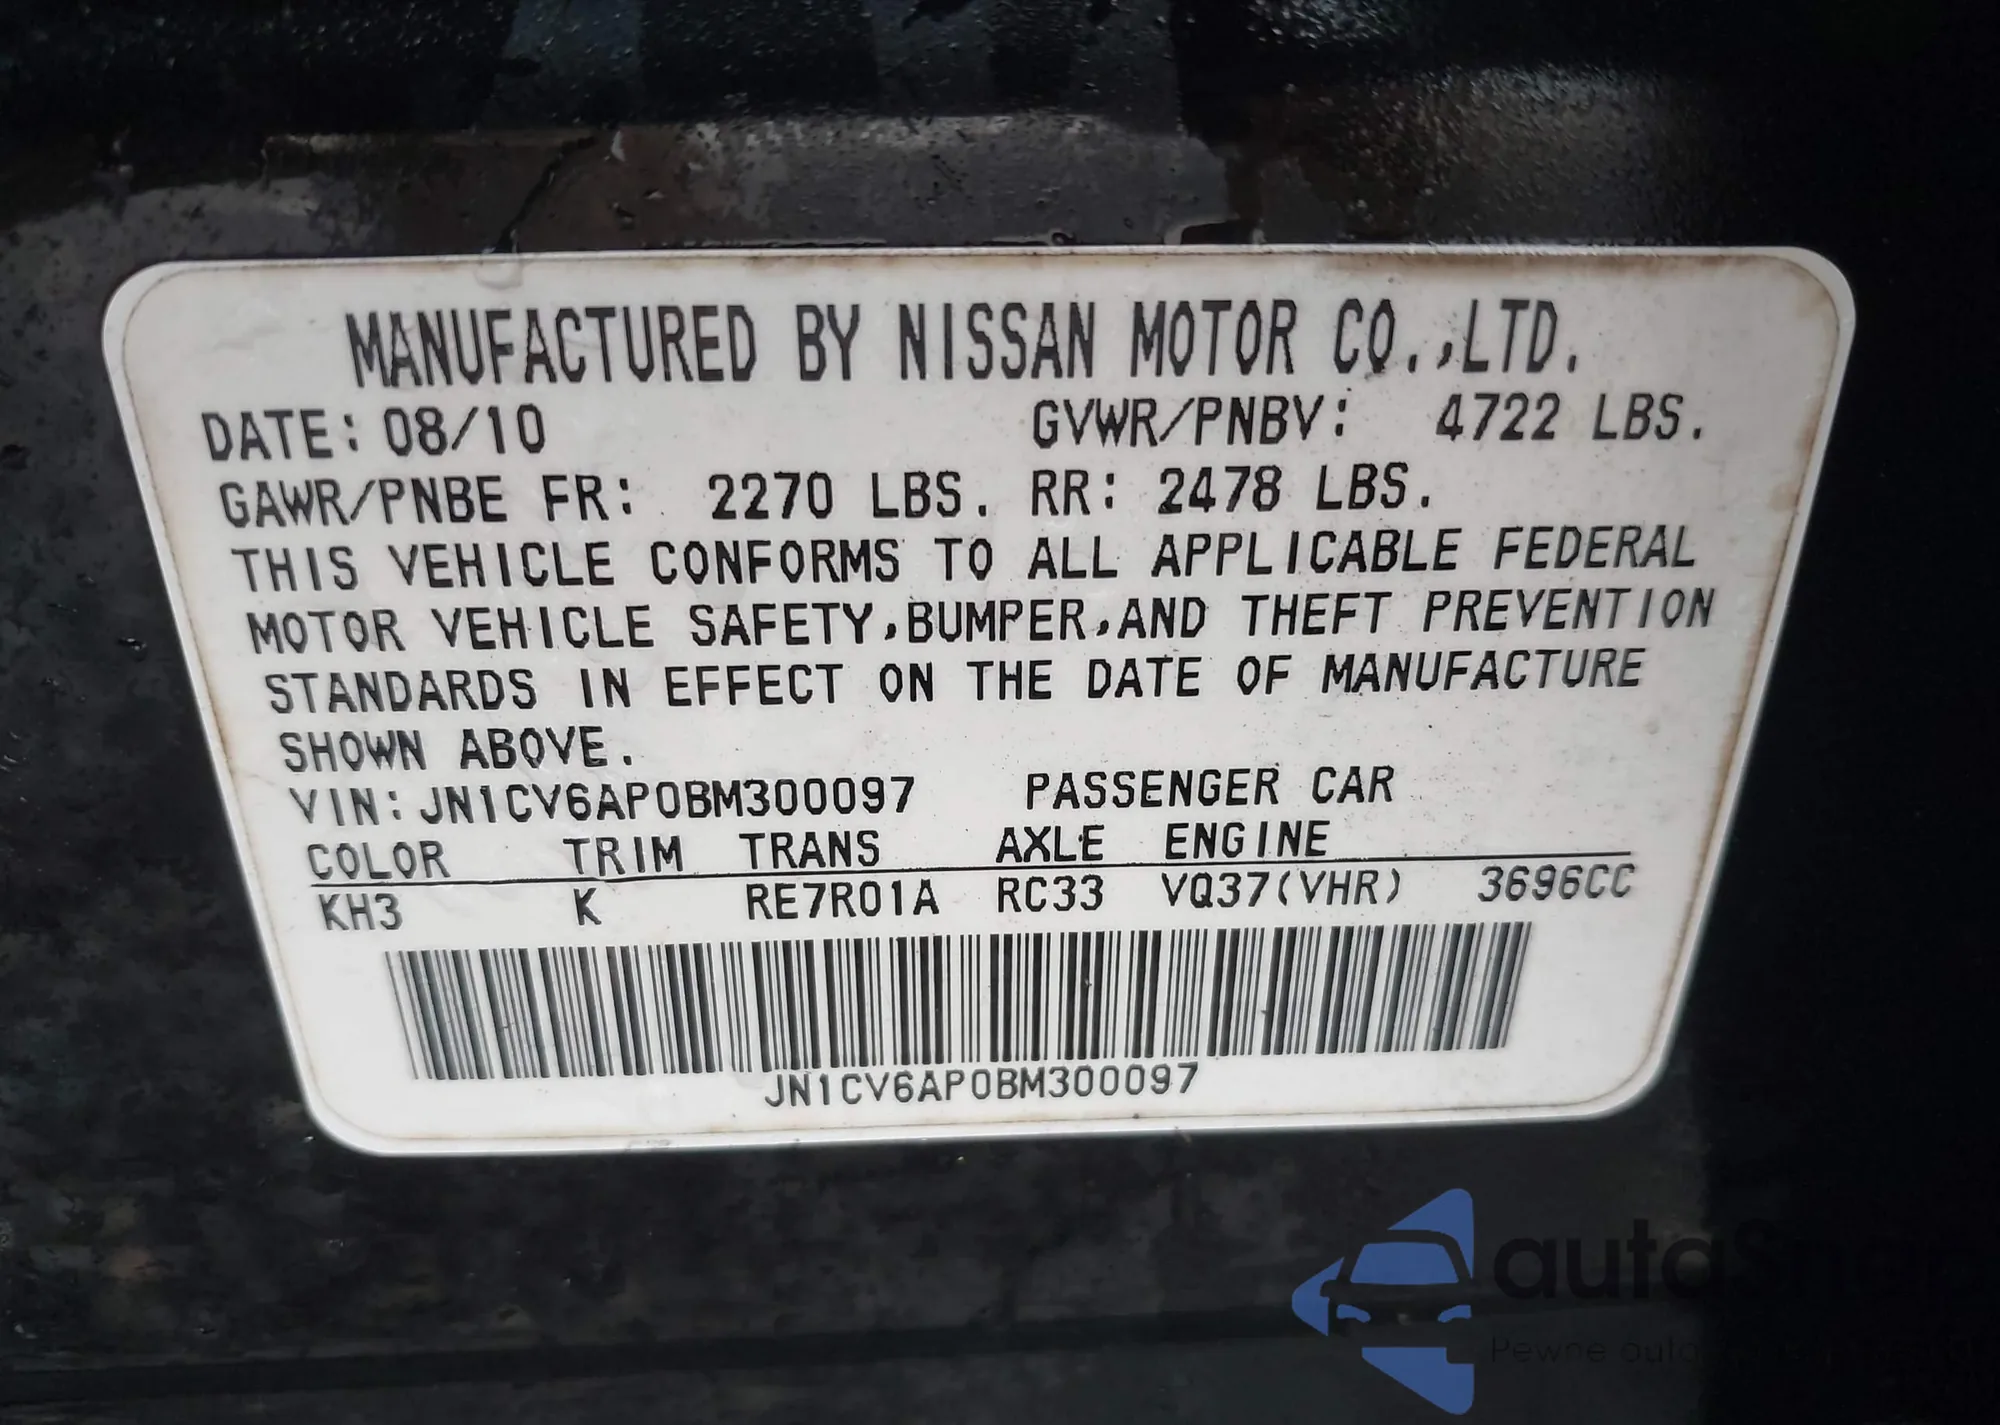 MANUFACTURED BY NISSAN MOTOR CO.,LTD.
DATE: 08/10 GVWR/PNBV: 4722 LBS.
GAWR/PNBE FR: 2270 LBS. RR: 2478 LBS.
THIS VEHICLE CONFORMS TO ALL APPLICABLE FEDERAL
MOTOR VEHICLE SAFETY,BUMPER,AND THEFT PREVENTION
STANDARDS IN EFFECT ON THE DATE OF MANUFACTURE
SHOWN ABOVE.
VIN:JN1CV6AP0BM300097 PASSENGER CAR
COLOR TRIM TRANS AXLE ENGINE
KH3 K RE7R01A RC33 VQ37(VHR) 3696CC
JN1CV6AP0BM300097
Pewne